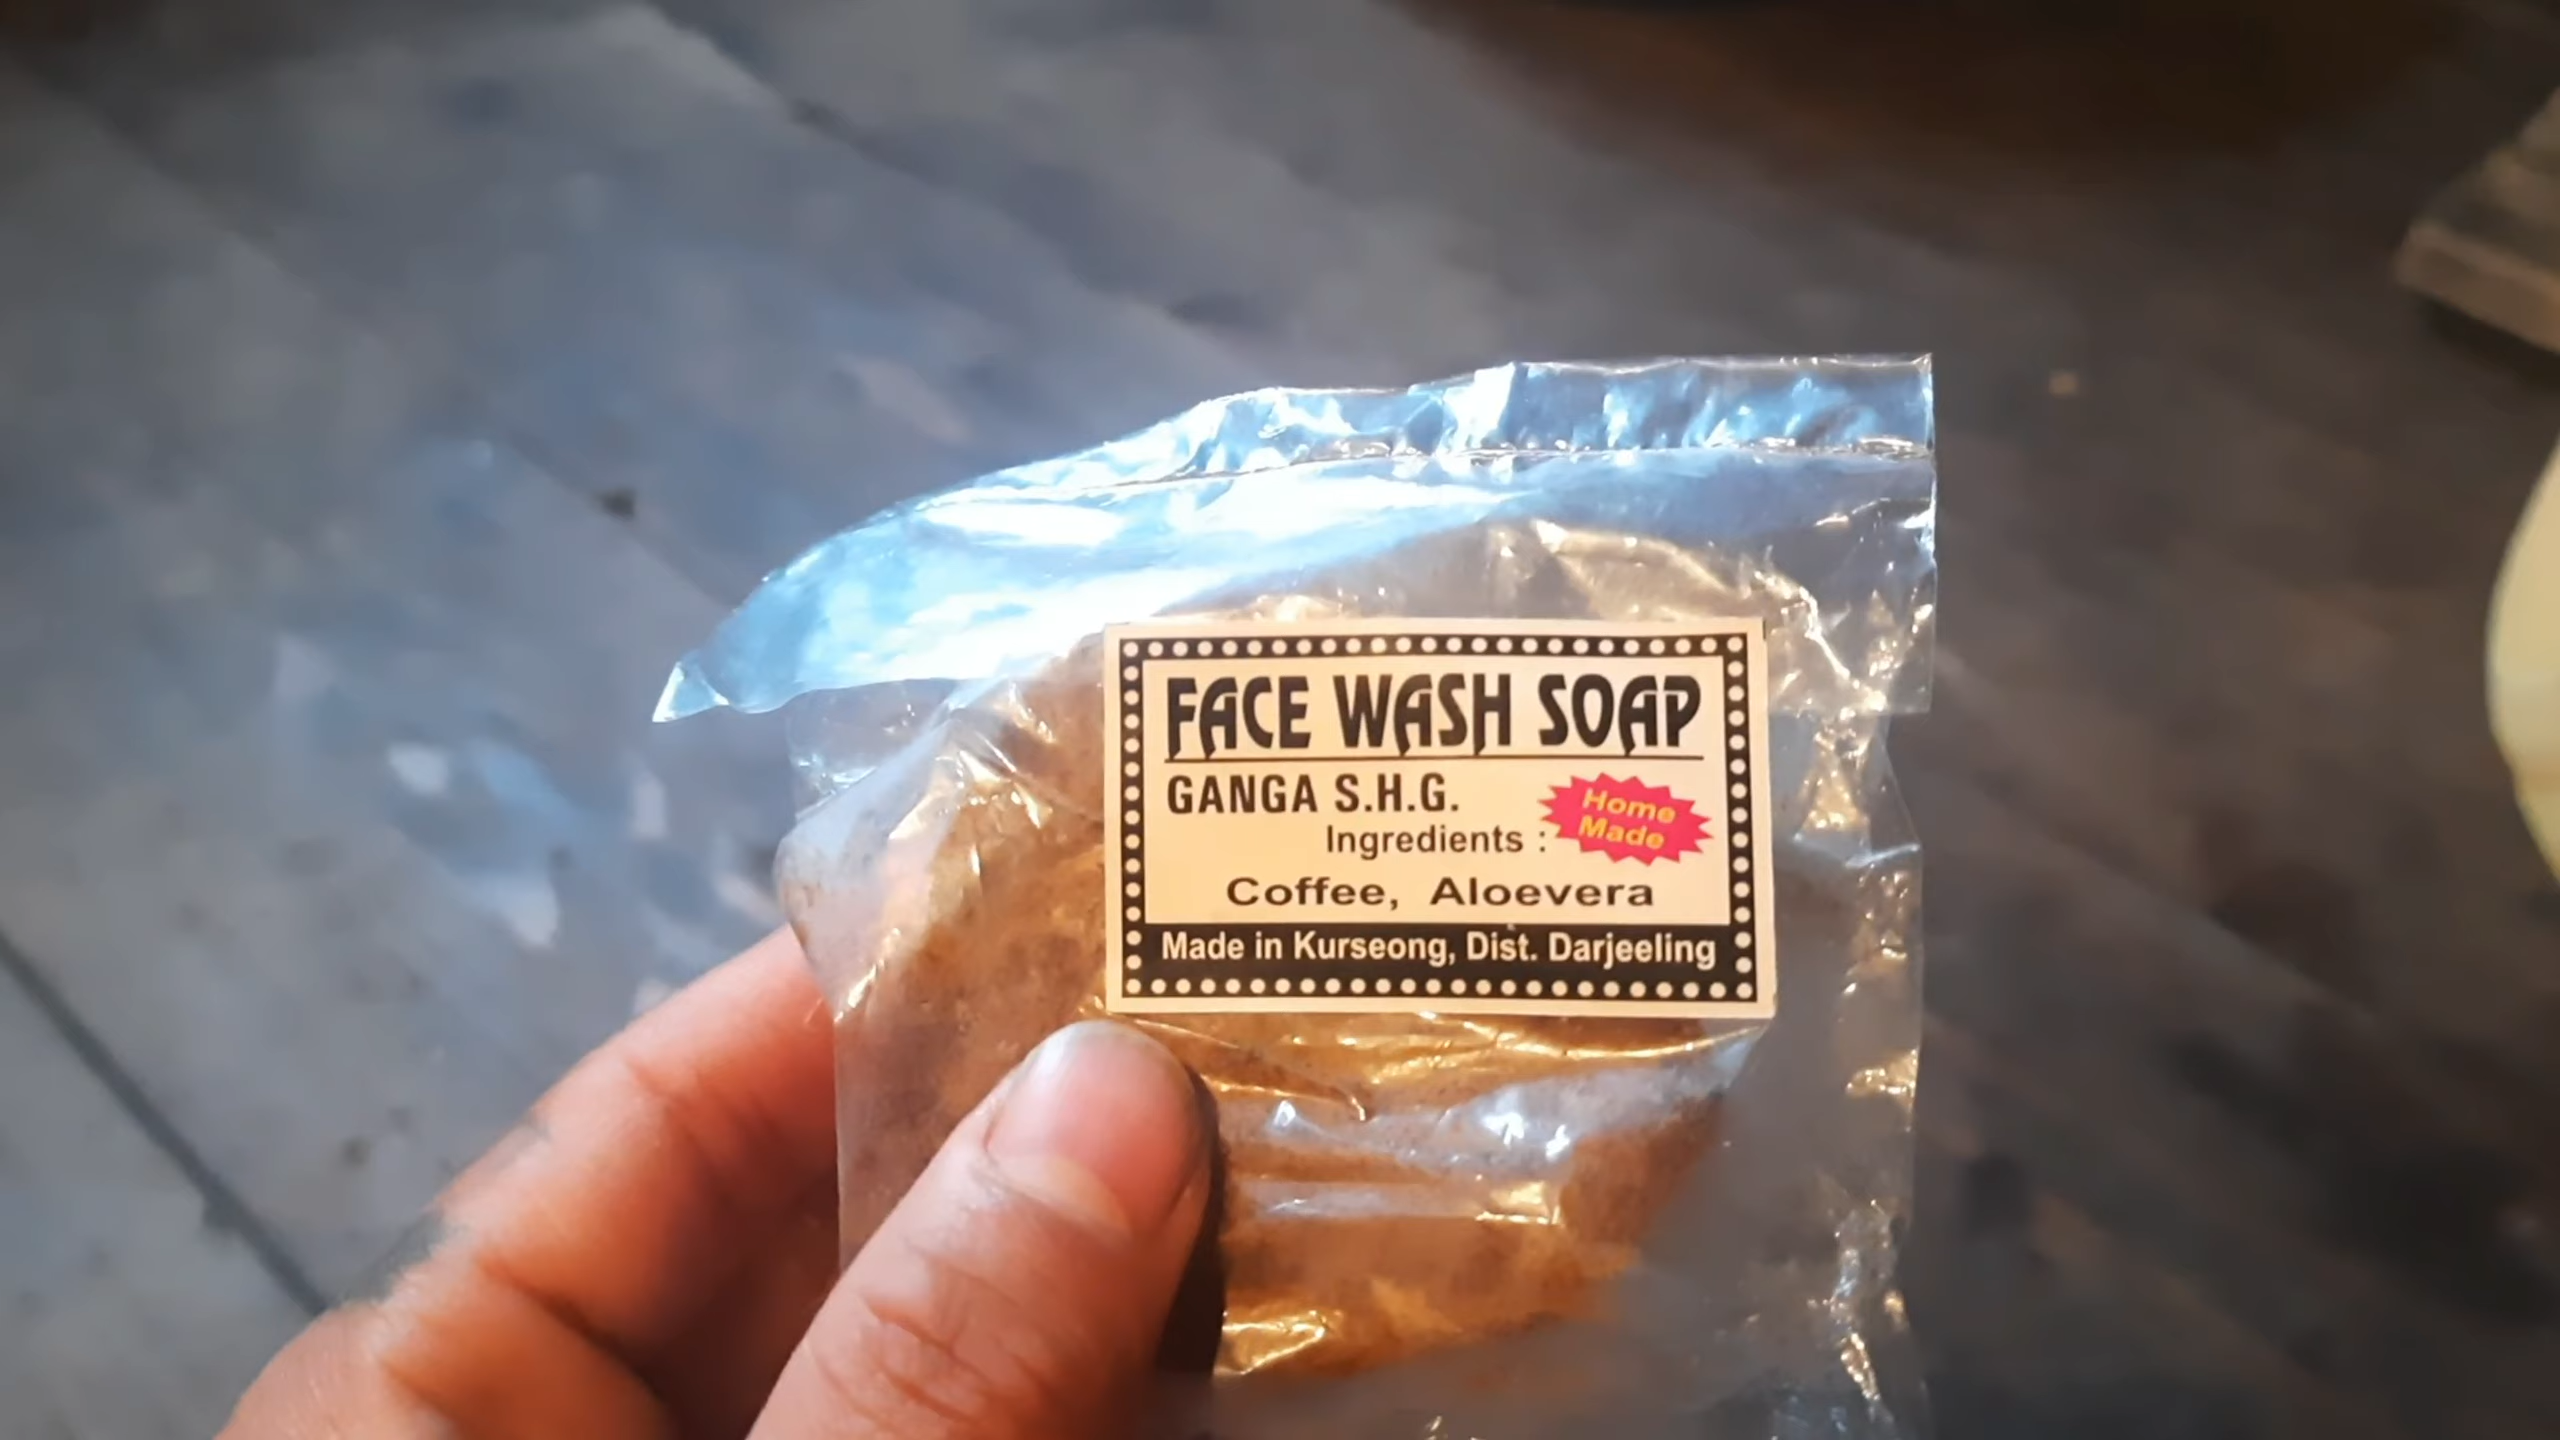 FACE WASH SOAP
GANGA S.H.G.
Home
Made
Ingredients :
Coffee, Aloevera
Made in Kurseong, Dist. Darjeeling